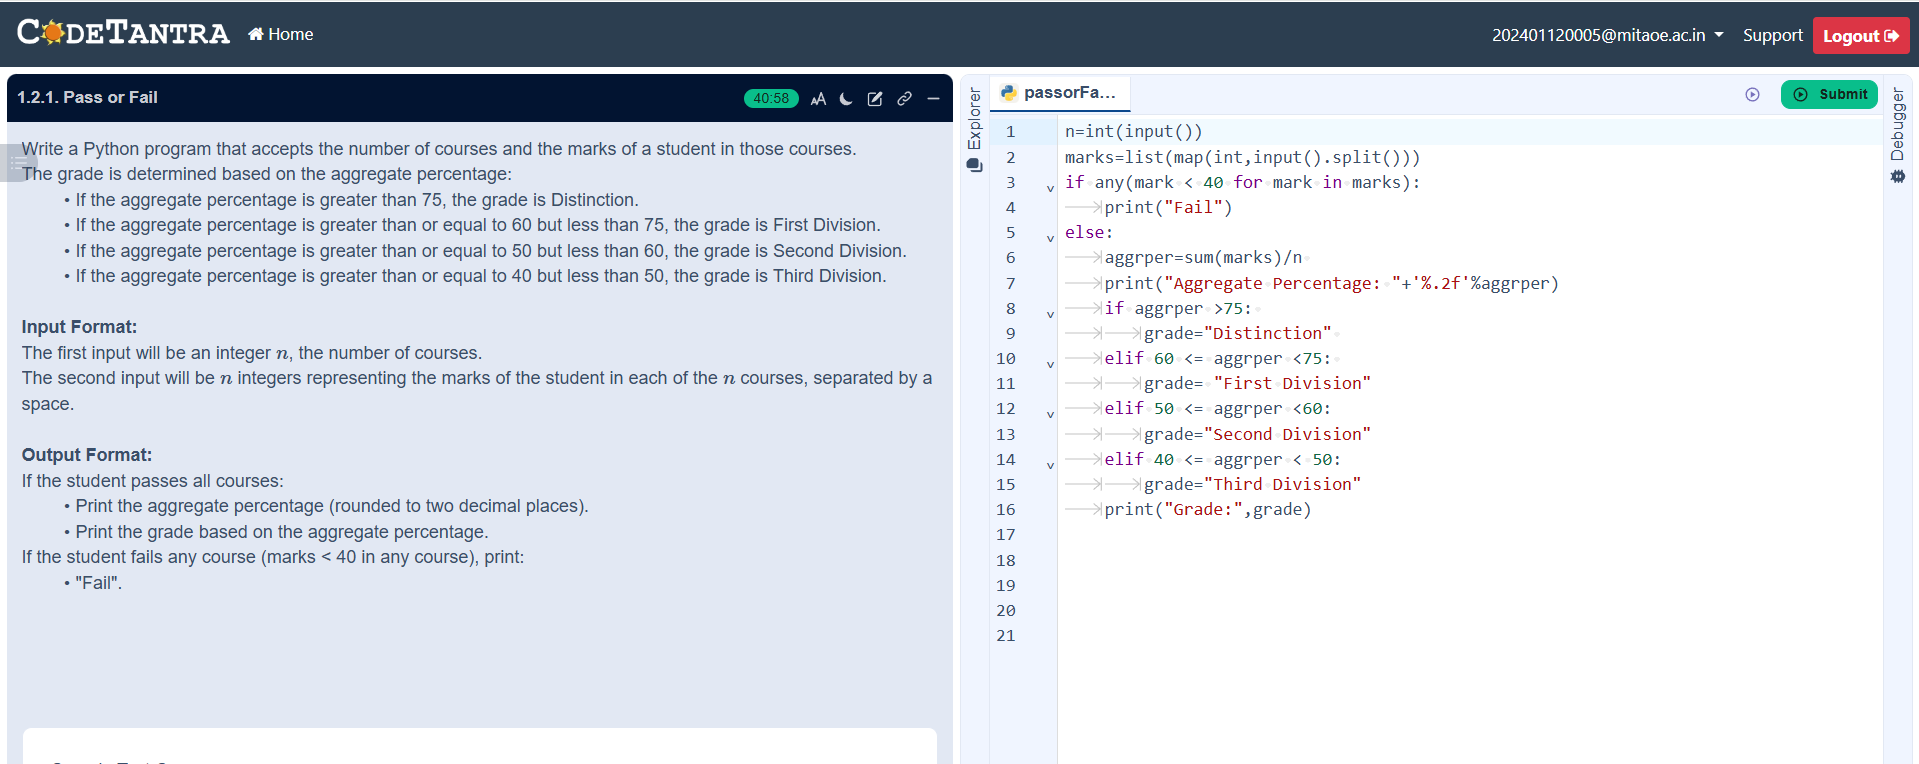 CODETANTRA Home 202401120005@mitaoe.ac.in Support Logout
1.2.1. Pass or Fail 40:58
Write a Python program that accepts the number of courses and the marks of a student in those courses.
The grade is determined based on the aggregate percentage:
• If the aggregate percentage is greater than 75, the grade is Distinction.
• If the aggregate percentage is greater than or equal to 60 but less than 75, the grade is First Division.
• If the aggregate percentage is greater than or equal to 50 but less than 60, the grade is Second Division.
• If the aggregate percentage is greater than or equal to 40 but less than 50, the grade is Third Division.
Input Format:
The first input will be an integer n, the number of courses.
The second input will be n integers representing the marks of the student in each of the n courses, separated by a
space.
Output Format:
If the student passes all courses:
• Print the aggregate percentage (rounded to two decimal places).
• Print the grade based on the aggregate percentage.
If the student fails any course (marks < 40 in any course), print:
• "Fail".
Explorer
passorFa...
Submit
Debugger
1 n=int(input())
2 marks=list(map(int,input().split()))
3 if any(mark < 40 for mark in marks):
4 print("Fail")
5 else:
6 aggrper=sum(marks)/n
7 print("Aggregate Percentage: "+'%.2f'%aggrper)
8 if aggrper >75:
9 grade="Distinction"
10 elif 60 <= aggrper <75:
11 grade= "First Division"
12 elif 50 <= aggrper <60:
13 grade="Second Division"
14 elif 40 <= aggrper < 50:
15 grade="Third Division"
16 print("Grade:",grade)
17
18
19
20
21